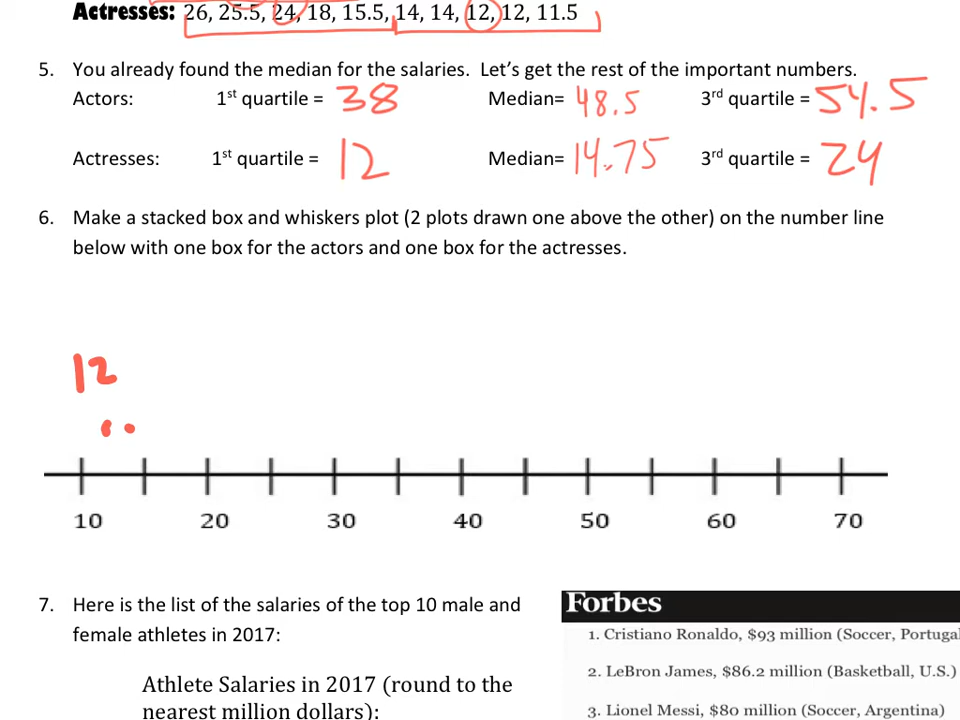 Actresses: 26, 25.5, 24, 18, 15.5, 14, 14, 12, 12, 11.5
5. You already found the median for the salaries. Let's get the rest of the important numbers.
Actors: 1st quartile = 38 Median= 48.5 3rd quartile = 54.5
Actresses: 1st quartile = 12 Median= 14.75 3rd quartile = 24
6. Make a stacked box and whiskers plot (2 plots drawn one above the other) on the number line
below with one box for the actors and one box for the actresses.
12
10 20 30 40 50 60 70
7. Here is the list of the salaries of the top 10 male and
female athletes in 2017:
Athlete Salaries in 2017 (round to the
nearest million dollars):
Forbes
1. Cristiano Ronaldo, $93 million (Soccer, Portugal
2. LeBron James, $86.2 million (Basketball, U.S.)
3. Lionel Messi, $80 million (Soccer, Argentina)